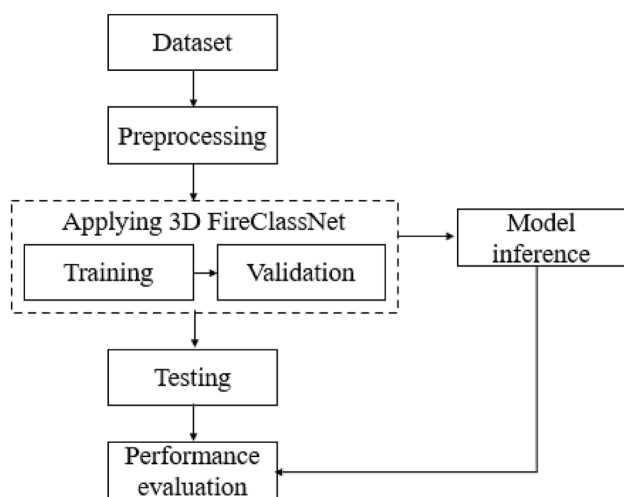 Dataset
Preprocessing
Applying 3D FireClassNet
Training
Validation
Model
inference
Testing
Performance
evaluation